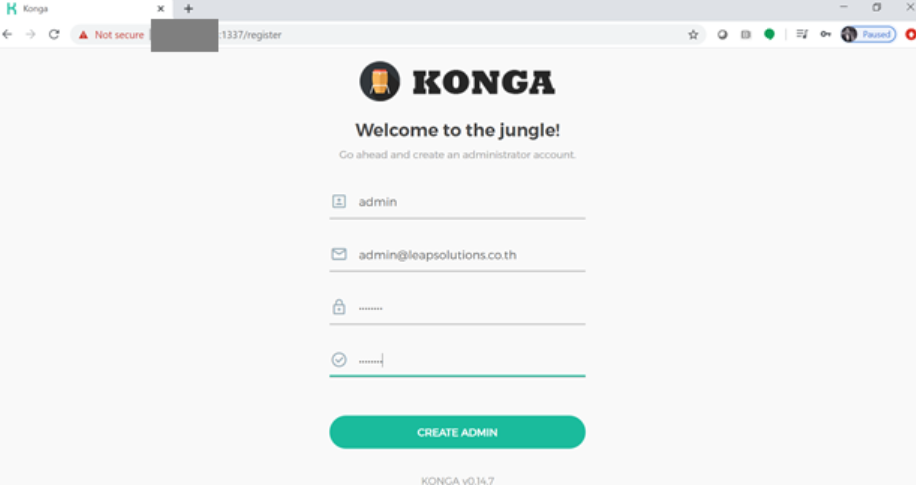 Konga
Not secure :1337/register Paused
KONGA
Welcome to the jungle!
Go ahead and create an administrator account.
admin
admin@leapsolutions.co.th
CREATE ADMIN
KONGA v0.14.7